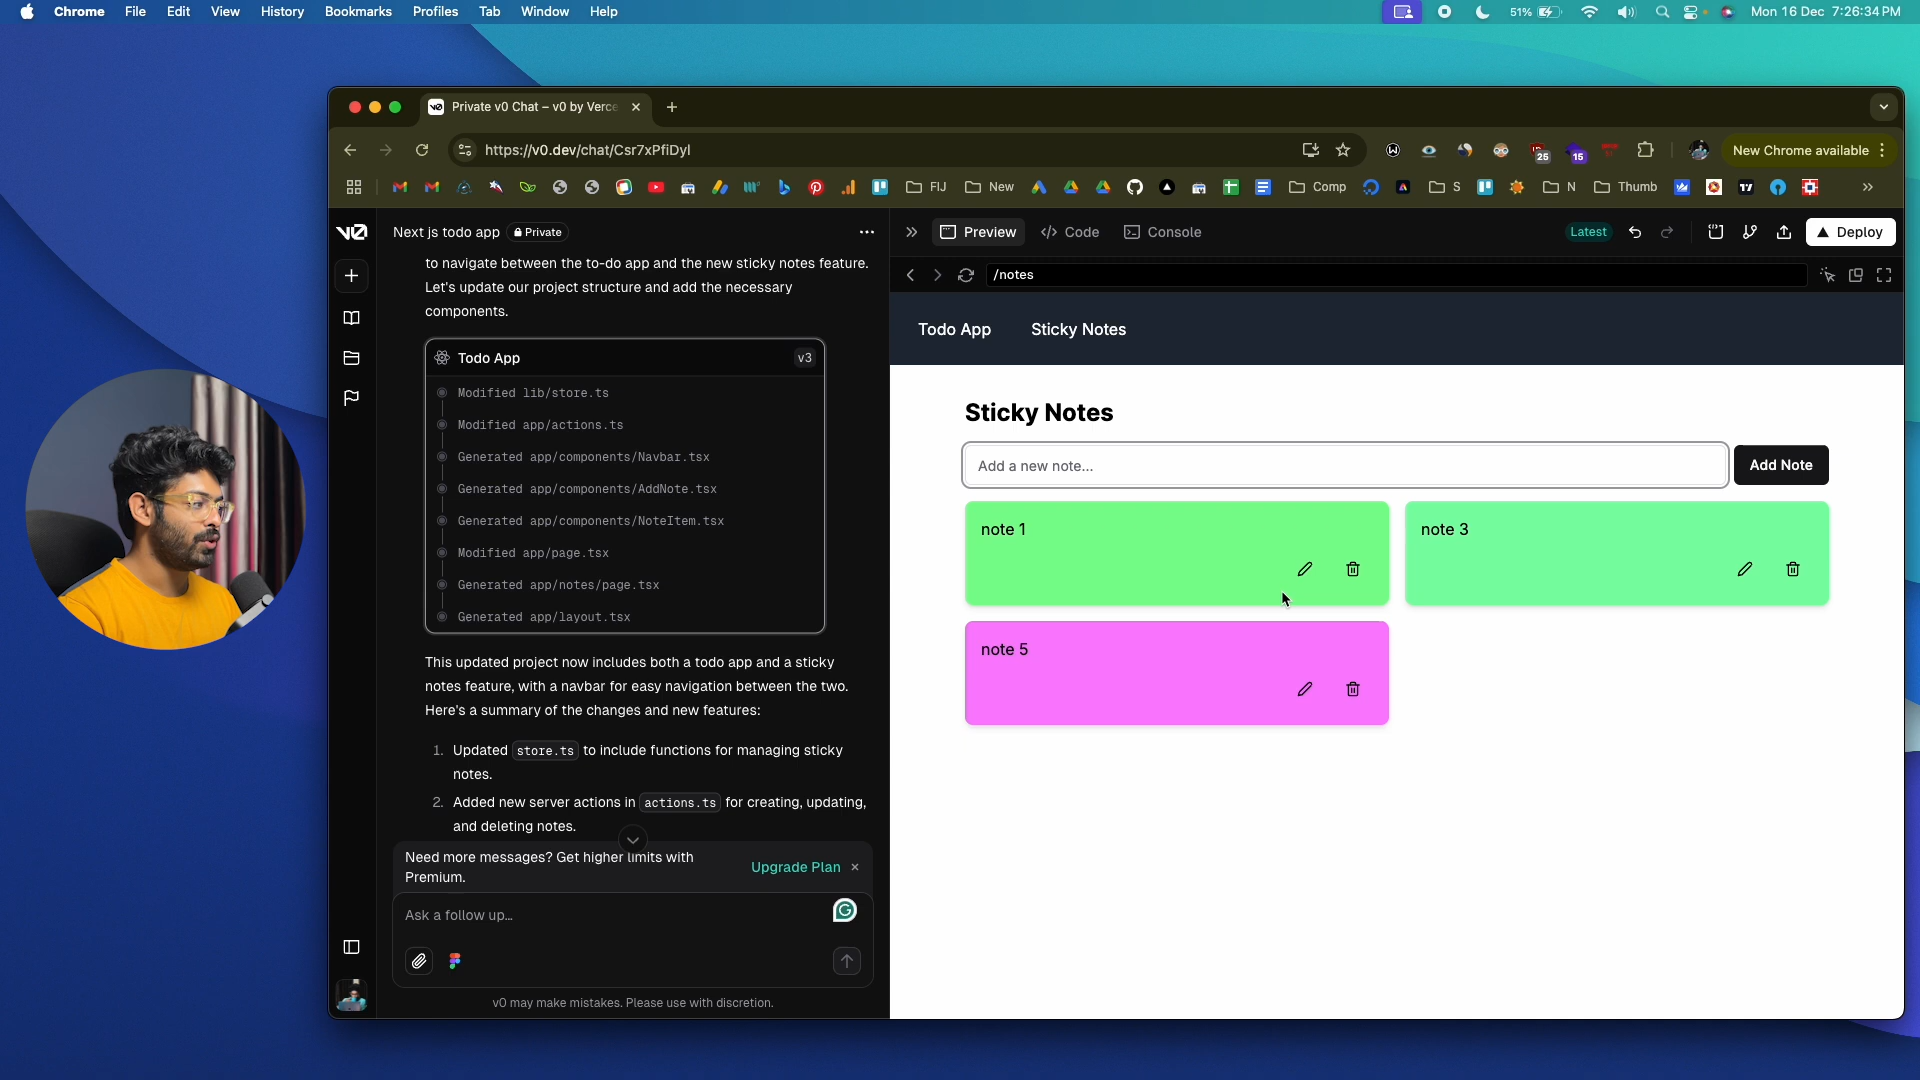 Chrome File Edit View History Bookmarks Profiles Tab Window Help
51% Mon 16 Dec 7:26:34 PM
Private v0 Chat – v0 by Verce
https://v0.dev/chat/Csr7xPfiDyI
25 15
New Chrome available
FIJ New Comp S N Thumb
Next js todo app Private
Preview Code Console
Latest Deploy
/notes
to navigate between the to-do app and the new sticky notes feature.
Let's update our project structure and add the necessary
components.
Todo App v3
Modified lib/store.ts
Modified app/actions.ts
Generated app/components/Navbar.tsx
Generated app/components/AddNote.tsx
Generated app/components/NoteItem.tsx
Modified app/page.tsx
Generated app/notes/page.tsx
Generated app/layout.tsx
This updated project now includes both a todo app and a sticky
notes feature, with a navbar for easy navigation between the two.
Here's a summary of the changes and new features:
1. Updated store.ts to include functions for managing sticky
notes.
2. Added new server actions in actions.ts for creating, updating,
and deleting notes.
Need more messages? Get higher limits with
Premium.
Upgrade Plan
Ask a follow up...
v0 may make mistakes. Please use with discretion.
Todo App Sticky Notes
Sticky Notes
Add a new note...
Add Note
note 1
note 3
note 5